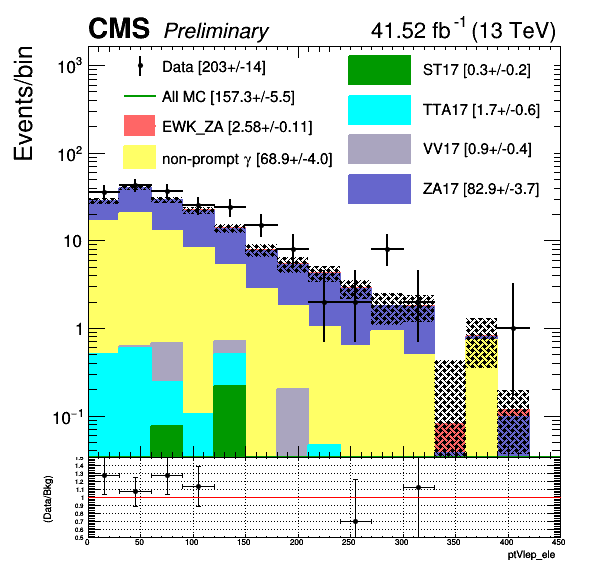 CMS Preliminary 41.52 fb⁻¹ (13 TeV)
Events/bin
10³
10²
10
1
10⁻¹
Data [203+/-14]
All MC [157.3+/-5.5]
EWK_ZA [2.58+/-0.11]
non-prompt γ [68.9+/-4.0]
ST17 [0.3+/-0.2]
TTA17 [1.7+/-0.6]
VV17 [0.9+/-0.4]
ZA17 [82.9+/-3.7]
(Data/Bkg)
1.5
1.4
1.3
1.2
1.1
1
0.9
0.8
0.7
0.6
0.5
0 50 100 150 200 250 300 350 400 450
ptVlep_ele